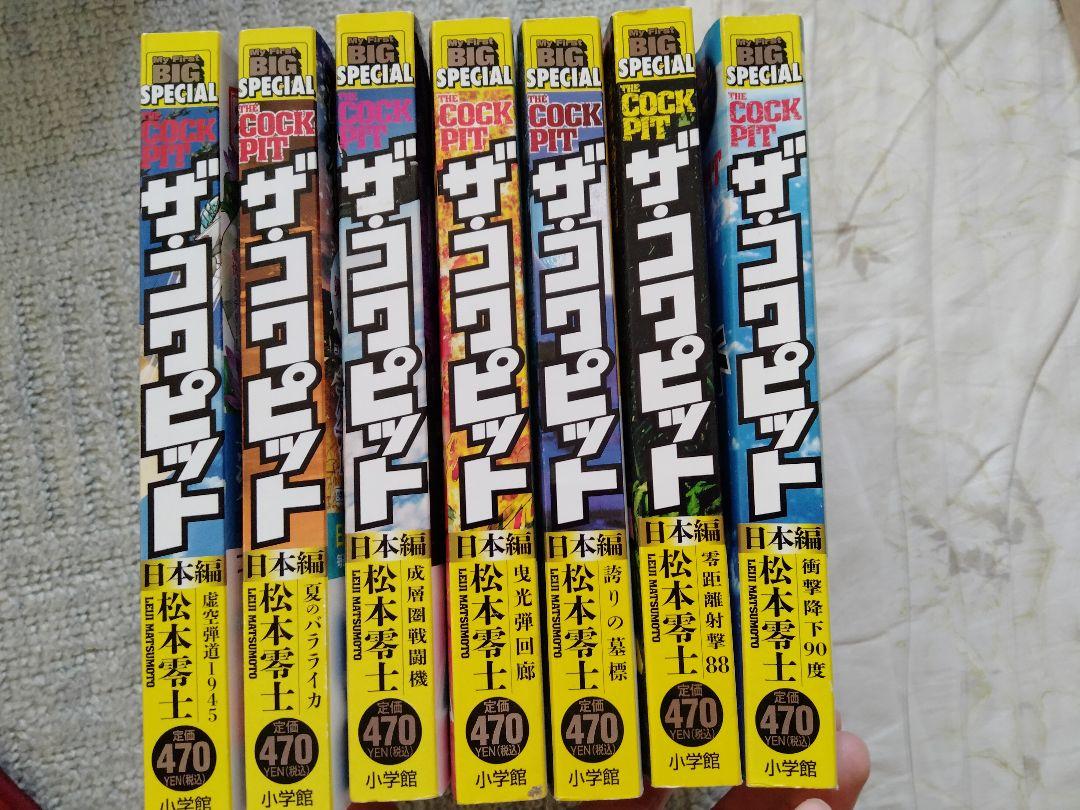 My First
BIG
SPECIAL
THE
COCK
PIT
ザ・コクピット
日本編
松本零士
LEIJI MATSUMOTO
虚空弾道1945
定価
470
YEN(税込)
小学館
My First
BIG
SPECIAL
THE
COCK
PIT
ザ・コクピット
日本編
松本零士
LEIJI MATSUMOTO
夏のバラライカ
定価
470
YEN(税込)
小学館
My First
BIG
SPECIAL
THE
COCK
PIT
ザ・コクピット
日本編
松本零士
LEIJI MATSUMOTO
成層圏戦闘機
定価
470
YEN(税込)
小学館
My First
BIG
SPECIAL
THE
COCK
PIT
ザ・コクピット
日本編
松本零士
LEIJI MATSUMOTO
曳光弾回廊
定価
470
YEN(税込)
小学館
My First
BIG
SPECIAL
THE
COCK
PIT
ザ・コクピット
日本編
松本零士
LEIJI MATSUMOTO
誇りの墓標
定価
470
YEN(税込)
小学館
My First
BIG
SPECIAL
THE
COCK
PIT
ザ・コクピット
日本編
松本零士
LEIJI MATSUMOTO
零距離射撃88
定価
470
YEN(税込)
小学館
My First
BIG
SPECIAL
THE
COCK
PIT
ザ・コクピット
日本編
松本零士
LEIJI MATSUMOTO
衝撃降下90度
定価
470
YEN(税込)
小学館